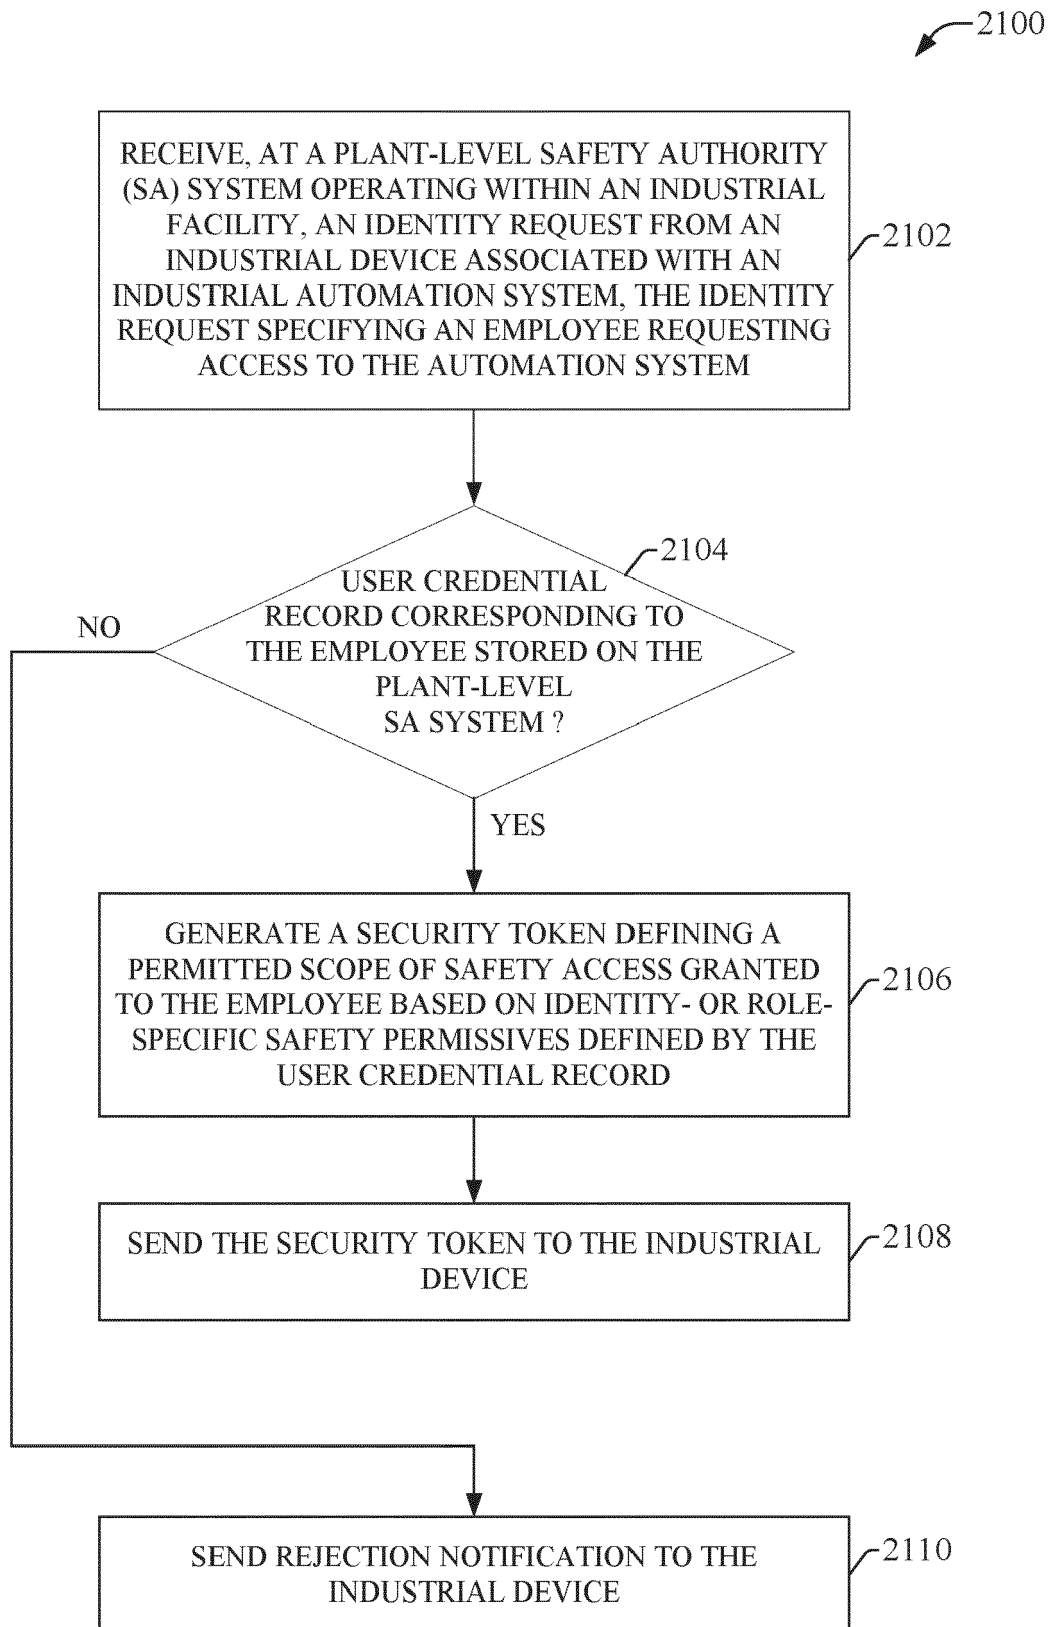 2100
RECEIVE, AT A PLANT-LEVEL SAFETY AUTHORITY
(SA) SYSTEM OPERATING WITHIN AN INDUSTRIAL
FACILITY, AN IDENTITY REQUEST FROM AN
INDUSTRIAL DEVICE ASSOCIATED WITH AN
INDUSTRIAL AUTOMATION SYSTEM, THE IDENTITY
REQUEST SPECIFYING AN EMPLOYEE REQUESTING
ACCESS TO THE AUTOMATION SYSTEM
2102
2104
USER CREDENTIAL
RECORD CORRESPONDING TO
THE EMPLOYEE STORED ON THE
PLANT-LEVEL
SA SYSTEM ?
NO
YES
GENERATE A SECURITY TOKEN DEFINING A
PERMITTED SCOPE OF SAFETY ACCESS GRANTED
TO THE EMPLOYEE BASED ON IDENTITY- OR ROLE-
SPECIFIC SAFETY PERMISSIVES DEFINED BY THE
USER CREDENTIAL RECORD
2106
SEND THE SECURITY TOKEN TO THE INDUSTRIAL
DEVICE
2108
SEND REJECTION NOTIFICATION TO THE
INDUSTRIAL DEVICE
2110